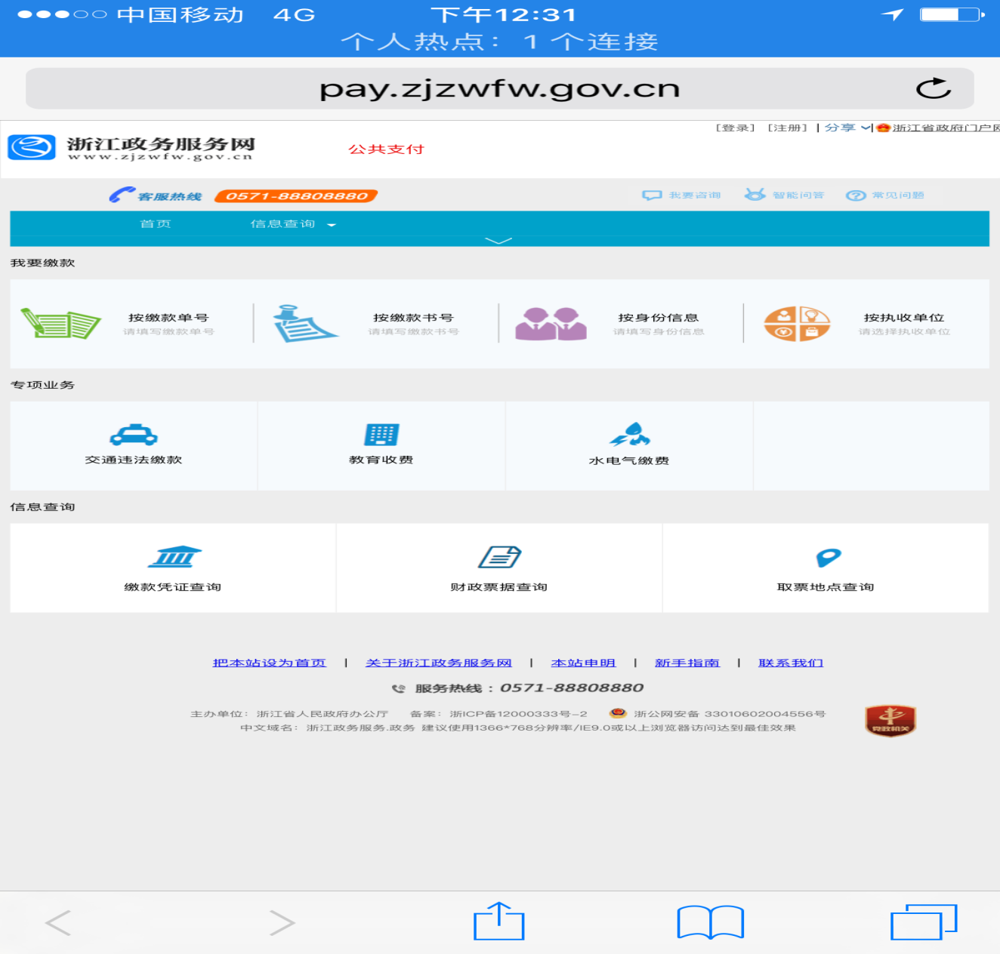 中国移动 4G 下午12:31
个人热点：1 个连接
pay.zjzwfw.gov.cn
[登录] [注册] | 分享 | 浙江省政府门户网
浙江政务服务网
www.zjzwfw.gov.cn
公共支付
客服热线 0571-88808880 我要咨询 智能问答 常见问题
首页 信息查询
我要缴款
按缴款单号 按缴款书号 按身份信息 按执收单位
请填写缴款单号 请填写缴款书号 请填写身份信息 请选择执收单位
专项业务
交通违法缴款 教育收费 水电气缴费
信息查询
缴款凭证查询 财政票据查询 取票地点查询
把本站设为首页 | 关于浙江政务服务网 | 本站申明 | 新手指南 | 联系我们
服务热线：0571-88808880
主办单位：浙江省人民政府办公厅 备案：浙ICP备12000333号-2 浙公网安备 33010602004556号
中文域名：浙江政务服务.政务 建议使用1366*768分辨率/IE9.0或以上浏览器访问达到最佳效果
党政机关